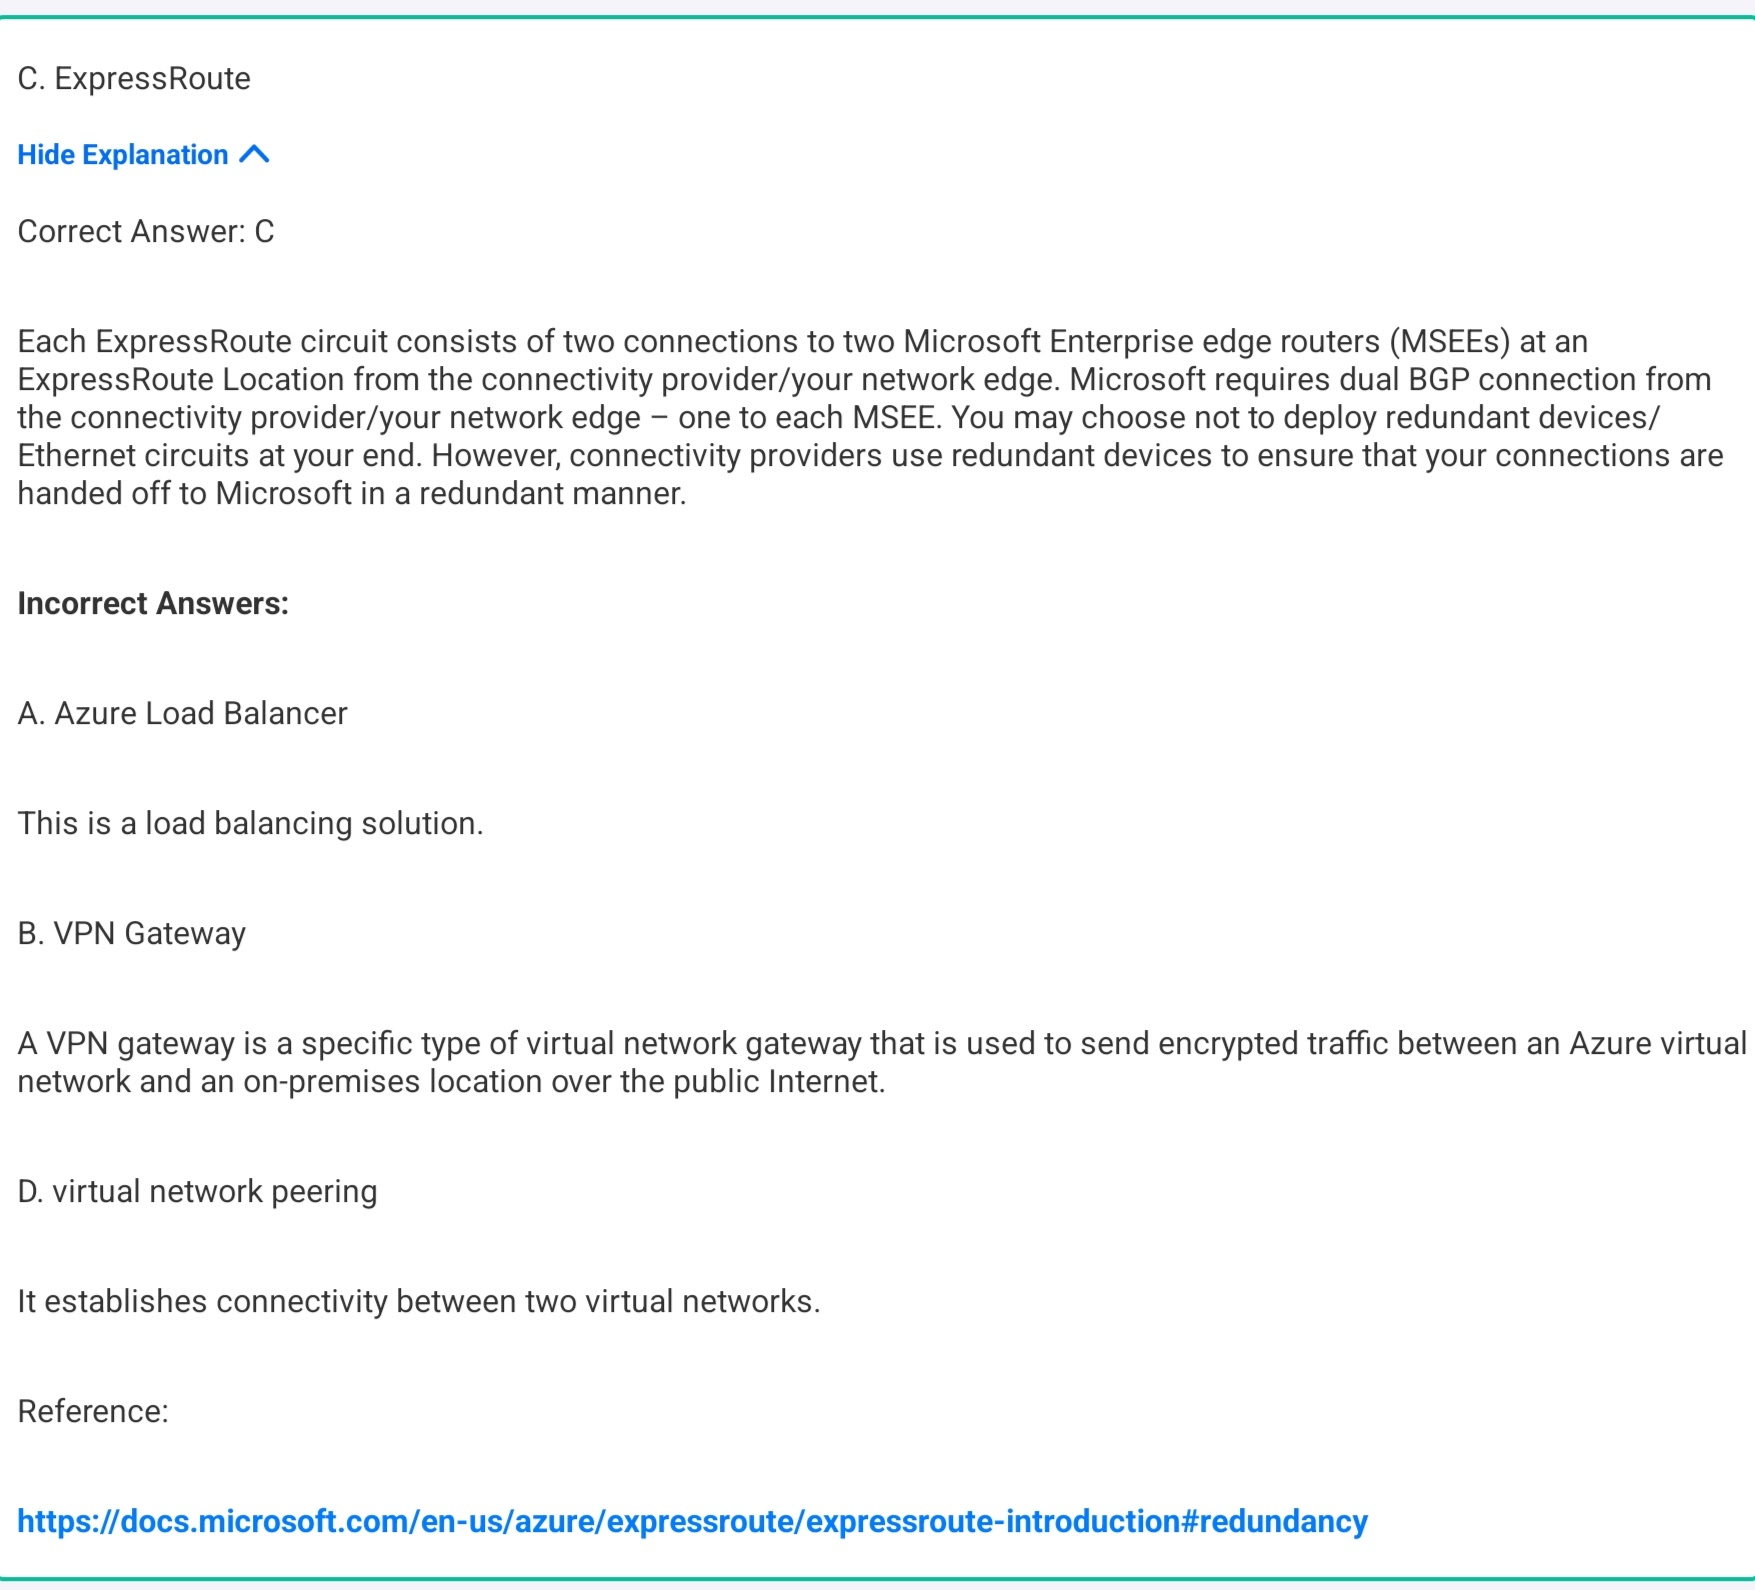 C. ExpressRoute
Hide Explanation
Correct Answer: C
Each ExpressRoute circuit consists of two connections to two Microsoft Enterprise edge routers (MSEEs) at an
ExpressRoute Location from the connectivity provider/your network edge. Microsoft requires dual BGP connection from
the connectivity provider/your network edge – one to each MSEE. You may choose not to deploy redundant devices/
Ethernet circuits at your end. However, connectivity providers use redundant devices to ensure that your connections are
handed off to Microsoft in a redundant manner.
Incorrect Answers:
A. Azure Load Balancer
This is a load balancing solution.
B. VPN Gateway
A VPN gateway is a specific type of virtual network gateway that is used to send encrypted traffic between an Azure virtual
network and an on-premises location over the public Internet.
D. virtual network peering
It establishes connectivity between two virtual networks.
Reference:
https://docs.microsoft.com/en-us/azure/expressroute/expressroute-introduction#redundancy